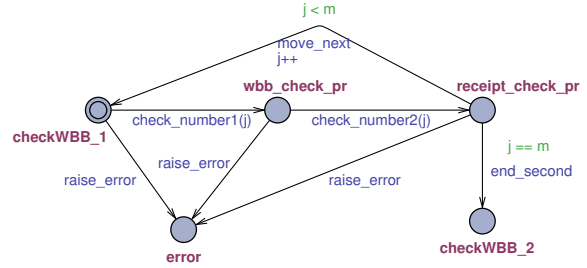 j < m
move_next
j++
wbb_check_pr
receipt_check_pr
check_number1(j)
check_number2(j)
checkWBB_1
j == m
raise_error
end_second
raise_error
raise_error
checkWBB_2
error